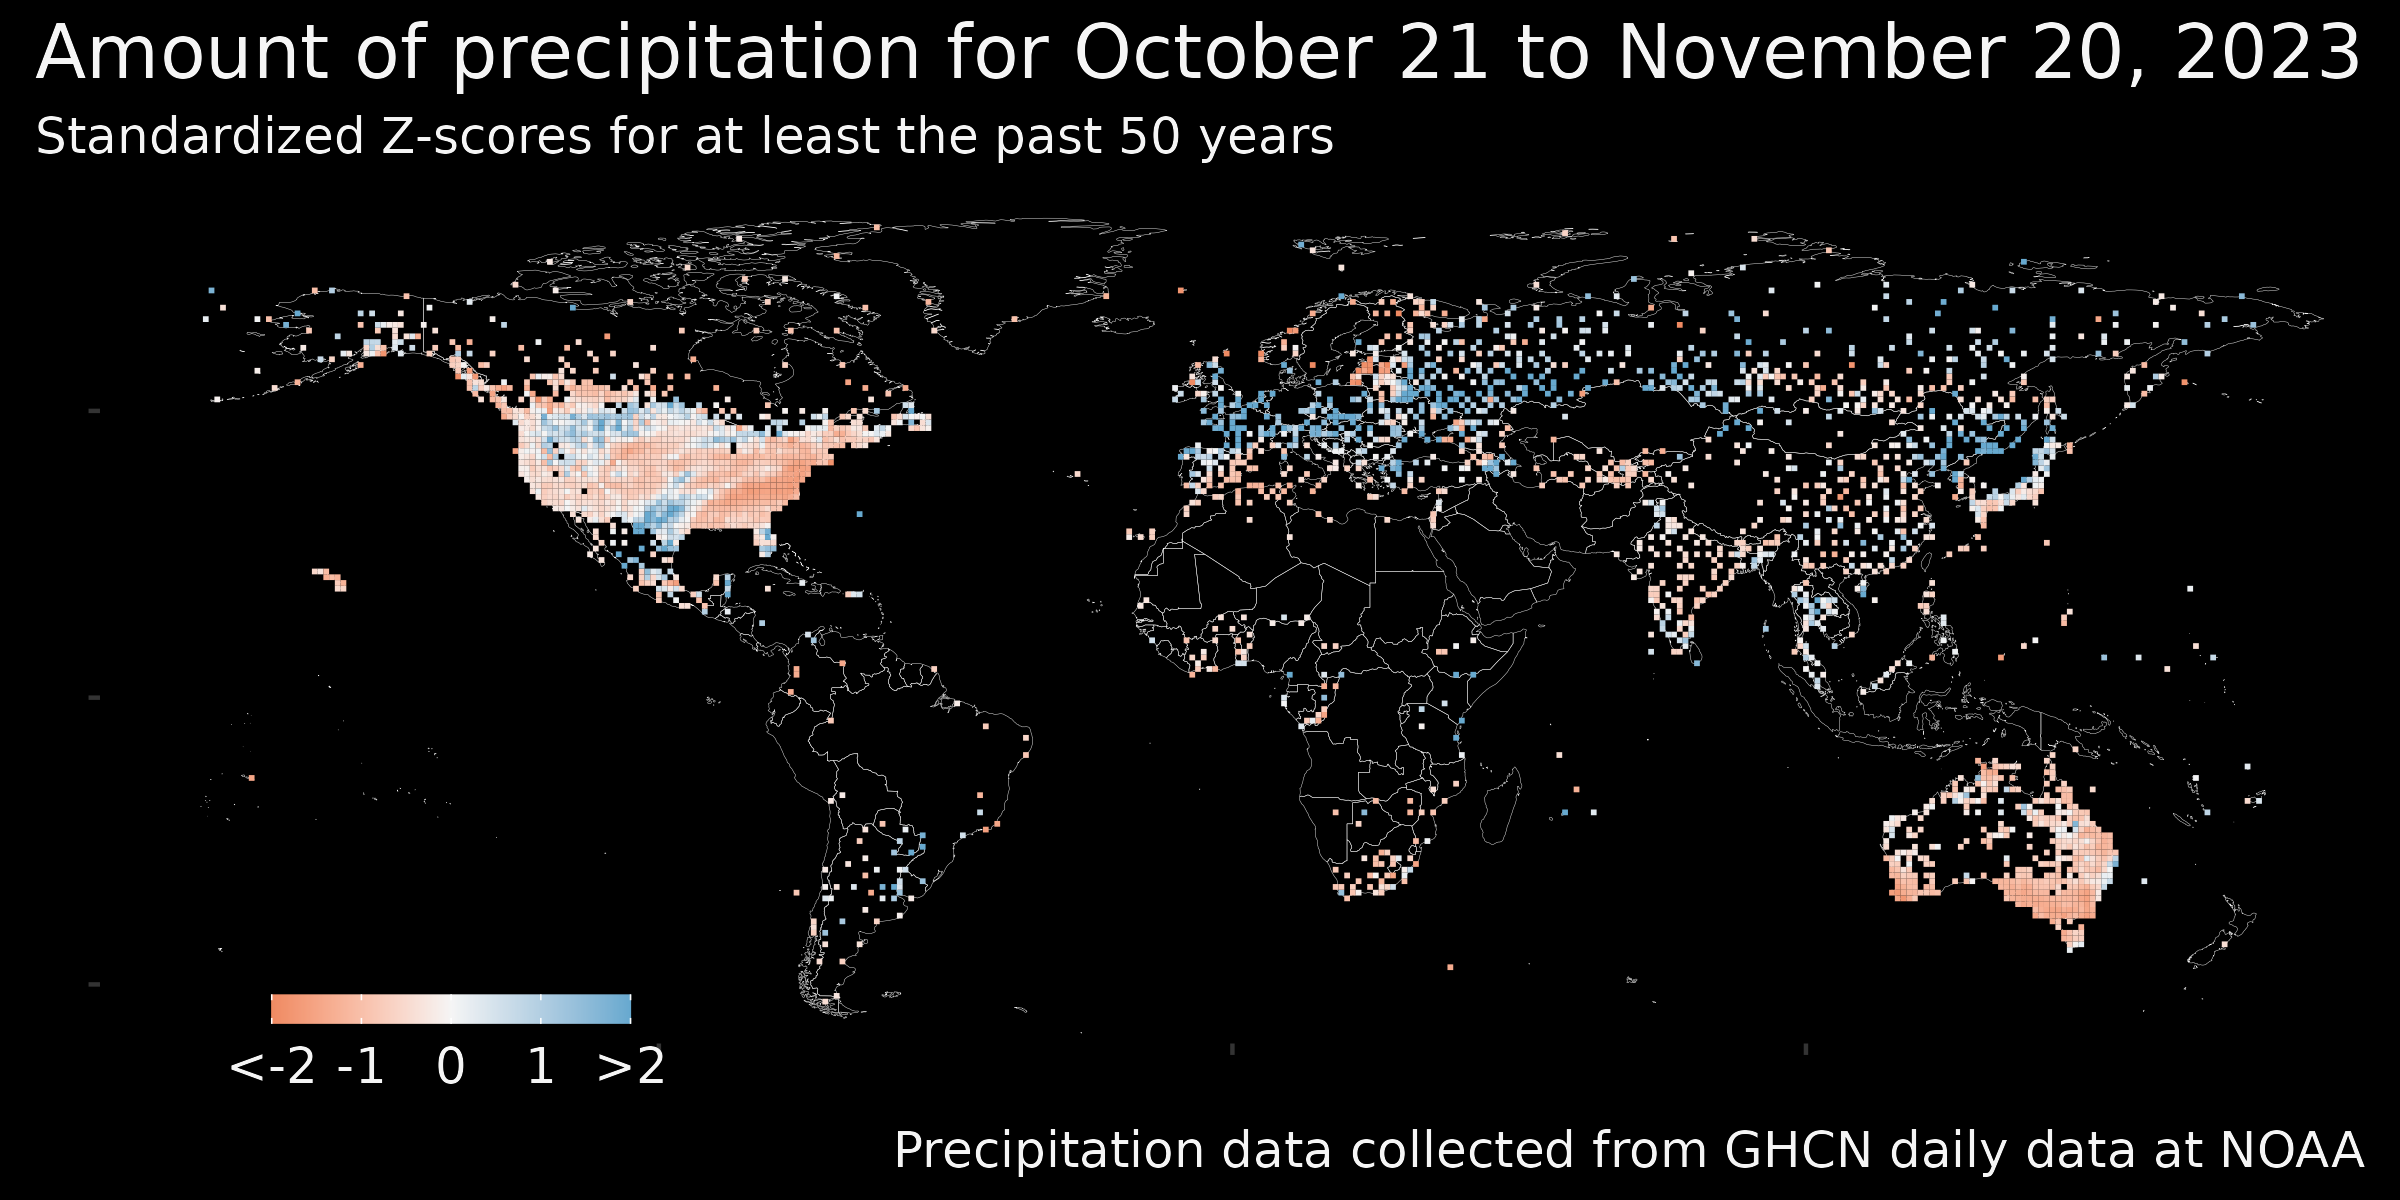 Amount of precipitation for October 21 to November 20, 2023
Standardized Z-scores for at least the past 50 years
<-2 -1 0 1 >2
Precipitation data collected from GHCN daily data at NOAA